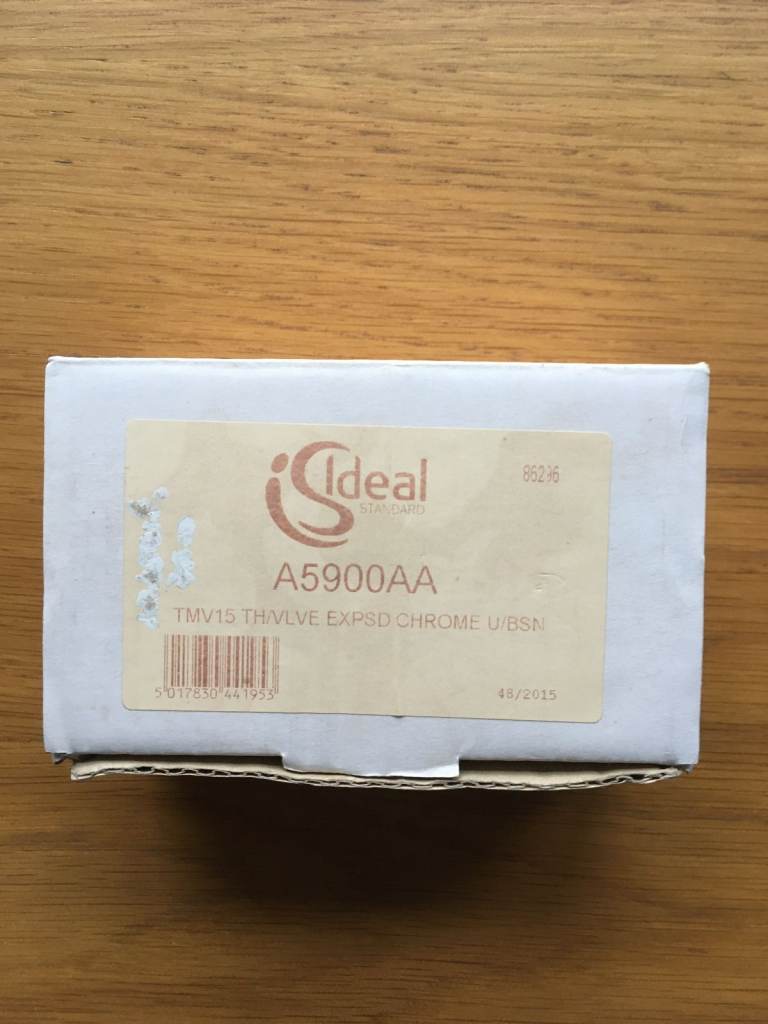 Ideal
STANDARD
86296
A5900AA
TMV15 TH/VLVE EXPSD CHROME U/BSN
5 017830 441953
48/2015